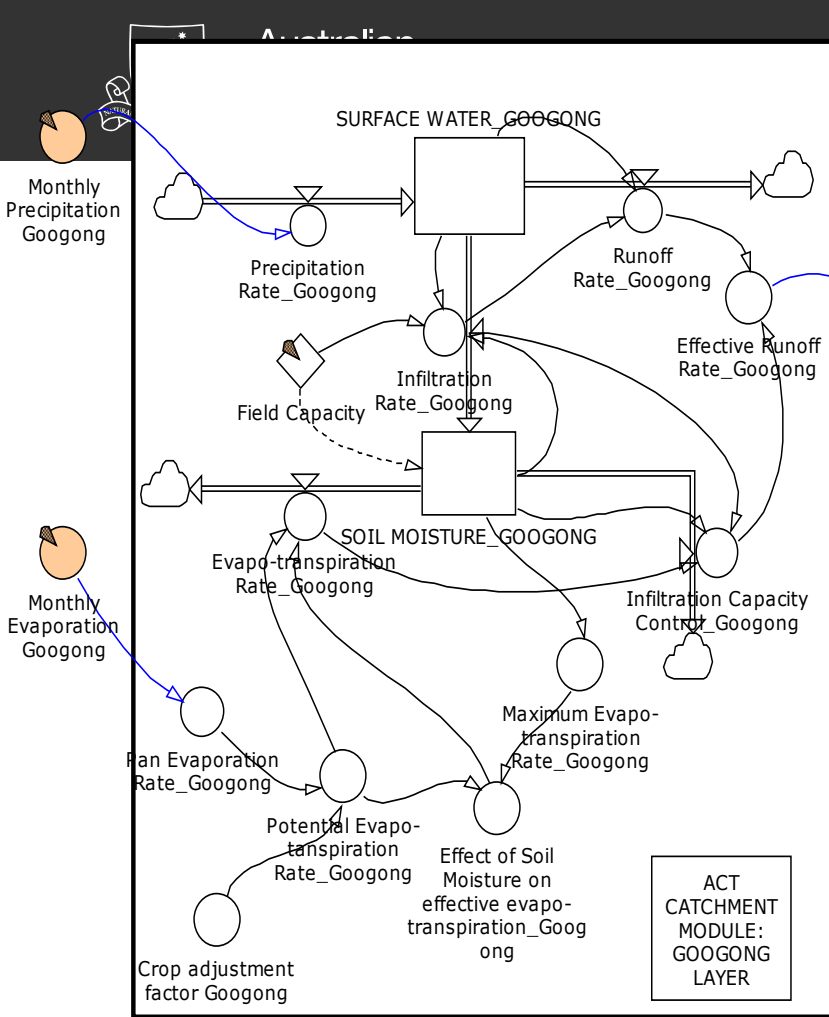 Australian
SURFACE WATER_GOOGONG
Monthly
Precipitation
Googong
Precipitation
Rate_Googong
Runoff
Rate_Googong
Effective Runoff
Rate_Googong
Infiltration
Rate_Googong
Field Capacity
SOIL MOISTURE_GOOGONG
Evapo-transpiration
Rate_Googong
Monthly
Evaporation
Googong
Infiltration Capacity
Control_Googong
Maximum Evapo-
transpiration
Rate_Googong
Pan Evaporation
Rate_Googong
Potential Evapo-
tanspiration
Rate_Googong
Effect of Soil
Moisture on
effective evapo-
transpiration_Goog
ong
ACT
CATCHMENT
MODULE:
GOOGONG
LAYER
Crop adjustment
factor Googong